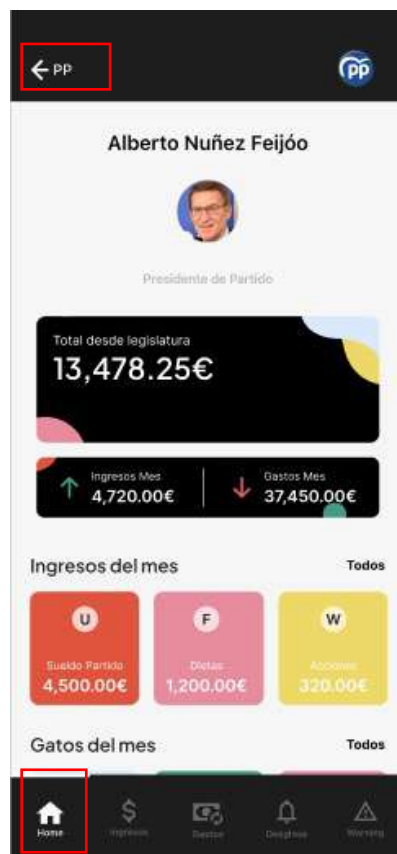 PP
pp
Alberto Nuñez Feijóo
Presidente de Partido
Total desde legislatura
13,478.25€
Ingresos Mes
4,720.00€
Gastos Mes
37,450.00€
Ingresos del mes
Todos
U
F
W
Sueldo Partido
Dietas
Acciones
4,500.00€
1,200.00€
320.00€
Gatos del mes
Todos
Home
Ingresos
Gastos
Warning